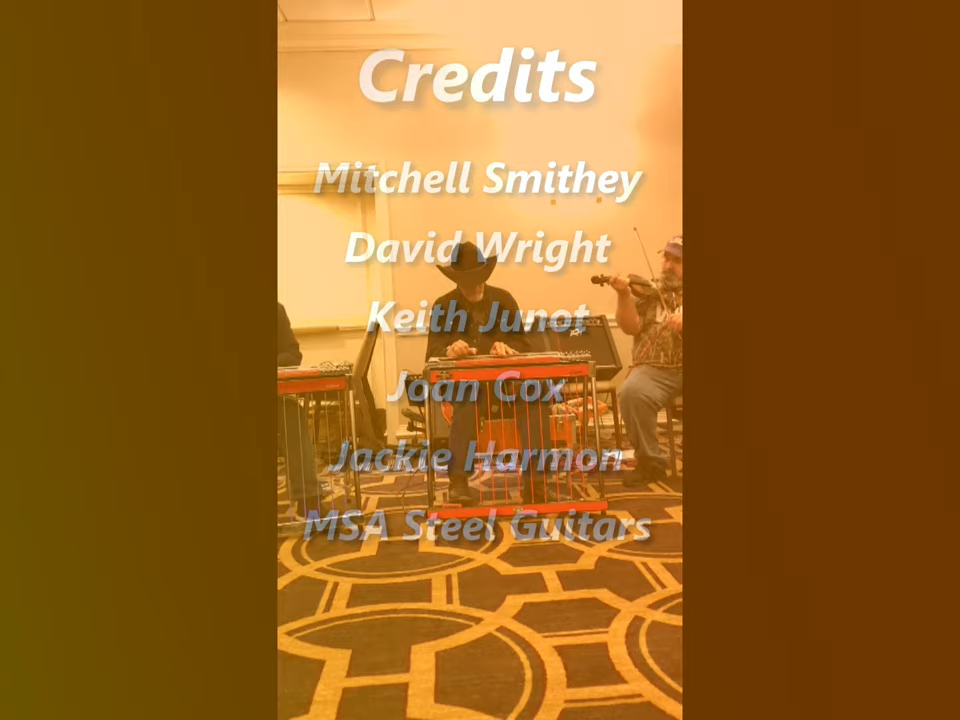 Credits
Mitchell Smithey
David Wright
Keith Junot
Joan Cox
Jackie Harmon
MSA Steel Guitars